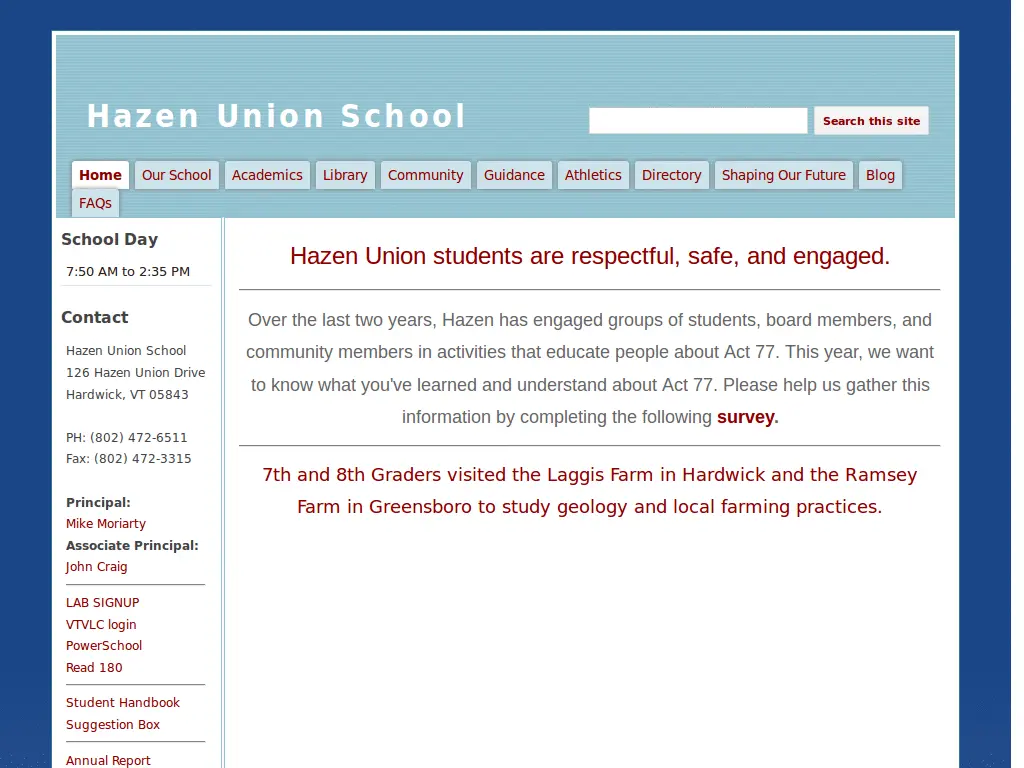 Hazen Union School
Search this site
Home
Our School
Academics
Library
Community
Guidance
Athletics
Directory
Shaping Our Future
Blog
FAQs
School Day
7:50 AM to 2:35 PM
Contact
Hazen Union School
126 Hazen Union Drive
Hardwick, VT 05843
PH: (802) 472-6511
Fax: (802) 472-3315
Principal:
Mike Moriarty
Associate Principal:
John Craig
LAB SIGNUP
VTVLC login
PowerSchool
Read 180
Student Handbook
Suggestion Box
Annual Report
Hazen Union students are respectful, safe, and engaged.
Over the last two years, Hazen has engaged groups of students, board members, and
community members in activities that educate people about Act 77. This year, we want
to know what you've learned and understand about Act 77. Please help us gather this
information by completing the following survey.
7th and 8th Graders visited the Laggis Farm in Hardwick and the Ramsey
Farm in Greensboro to study geology and local farming practices.